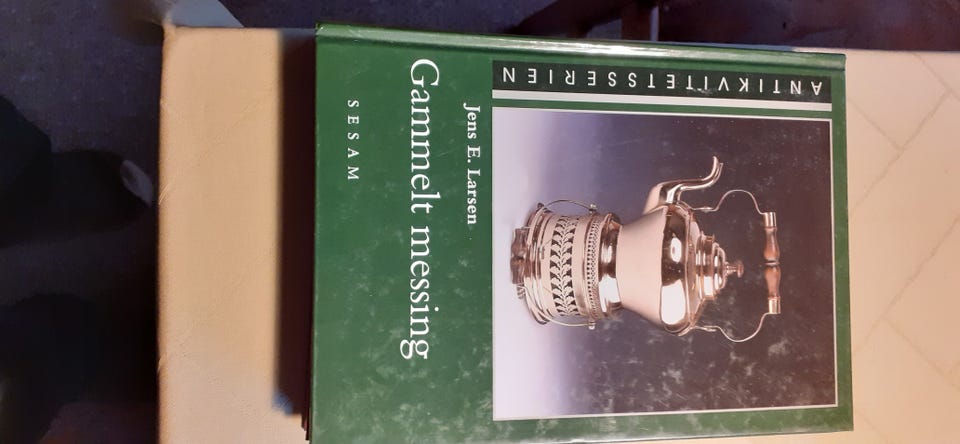 ANTIKVITETSSERIEN
Jens E. Larsen
Gammelt messing
SESAM